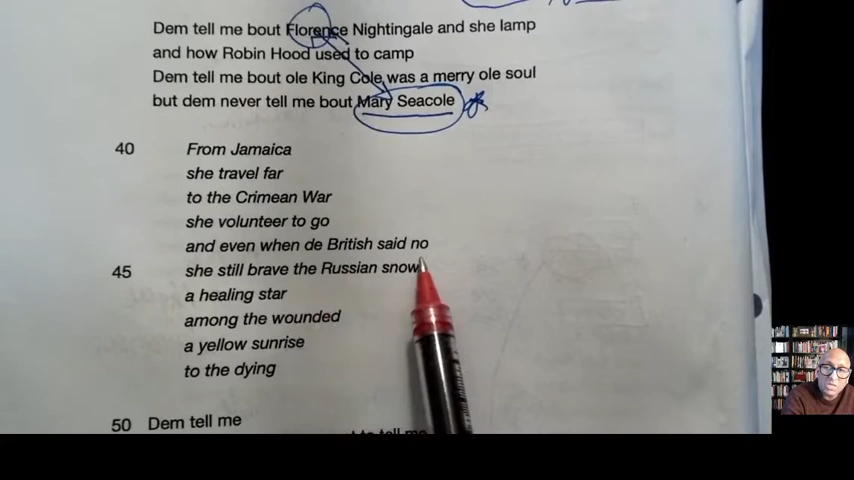 Dem tell me bout Florence Nightingale and she lamp
and how Robin Hood used to camp
Dem tell me bout ole King Cole was a merry ole soul
but dem never tell me bout Mary Seacole
40 From Jamaica
she travel far
to the Crimean War
she volunteer to go
and even when de British said no
45 she still brave the Russian snow
a healing star
among the wounded
a yellow sunrise
to the dying
50 Dem tell me